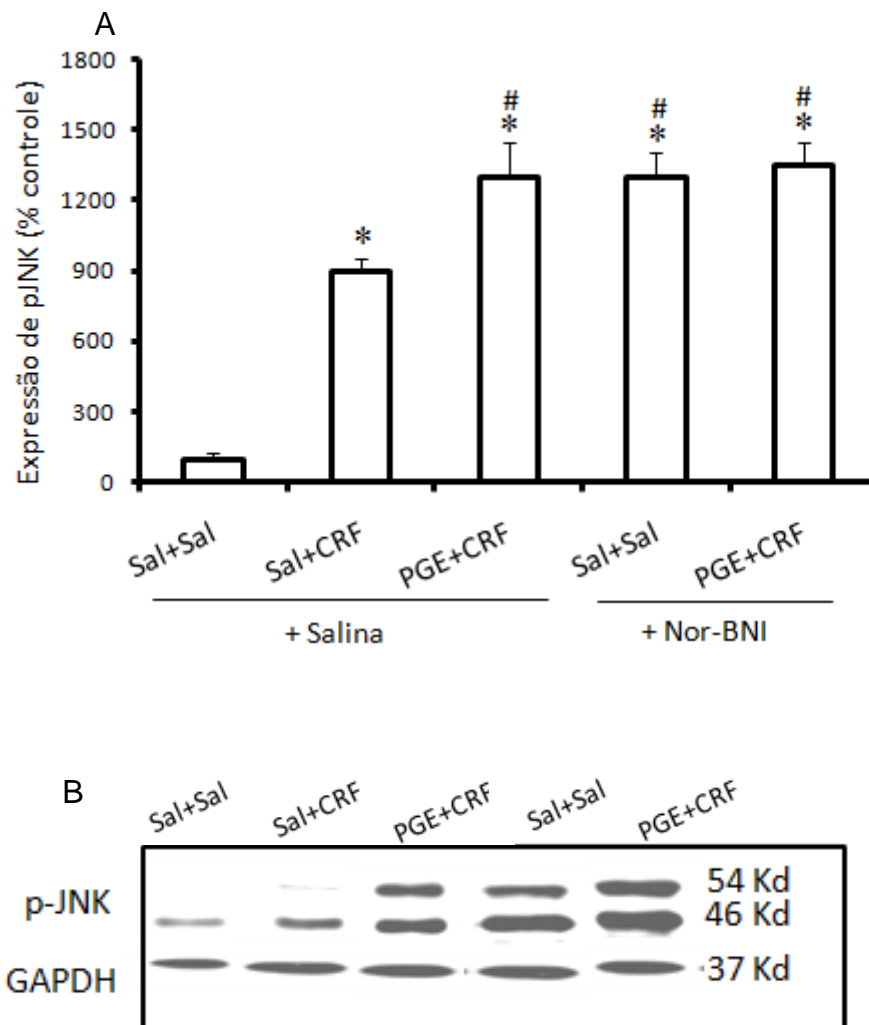 A
Expressão de pJNK (% controle)
1800
1500
1200
900
600
300
0
*
#
*
#
*
#
*
Sal+Sal
Sal+CRF
PGE+CRF
Sal+Sal
PGE+CRF
+ Salina
+ Nor-BNI
B
Sal+Sal
Sal+CRF
PGE+CRF
Sal+Sal
PGE+CRF
p-JNK
54 Kd
46 Kd
GAPDH
37 Kd